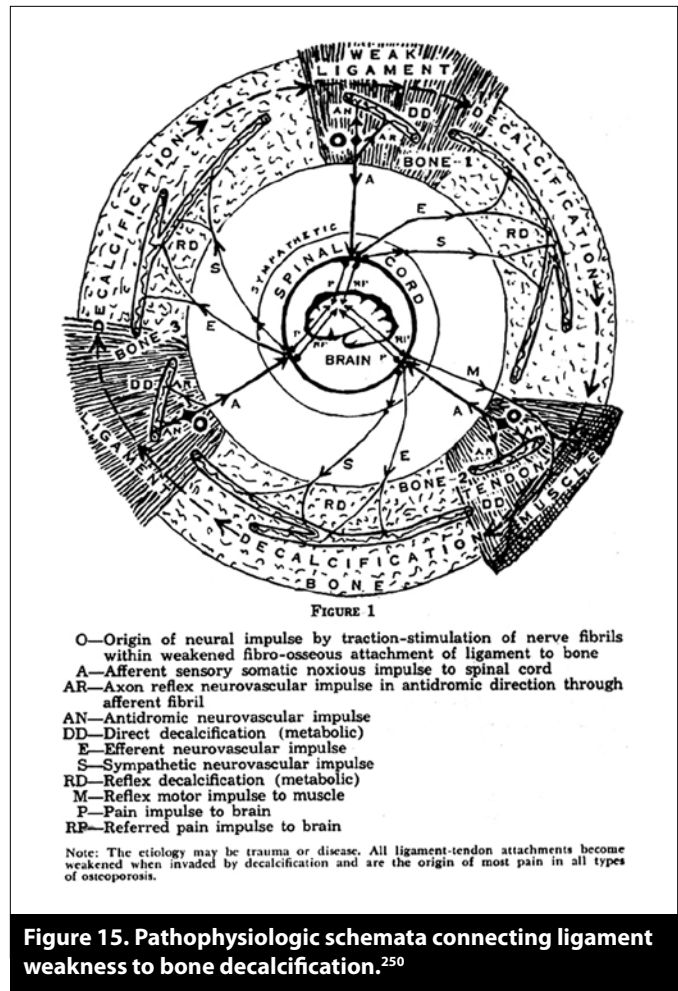 WEAK
LIGAMENT
AN
DD
O
AR
BONE 1
DECALCIFICATION
A
E
S
RD
SYMPATHETIC
SPINAL CORD
P
RP
BRAIN
P
RP
RP
P
M
A
O
AN
AR
BONE 2
TENDON
DD
MUSCLE
DECALCIFICATION
RD
S
E
BONE 3
DD
AR
AN
O
A
LIGAMENT
S
E
RD
DECALCIFICATION
BONE
FIGURE 1
O—Origin of neural impulse by traction-stimulation of nerve fibrils
within weakened fibro-osseous attachment of ligament to bone
A—Afferent sensory somatic noxious impulse to spinal cord
AR—Axon reflex neurovascular impulse in antidromic direction through
afferent fibril
AN—Antidromic neurovascular impulse
DD—Direct decalcification (metabolic)
E—Efferent neurovascular impulse
S—Sympathetic neurovascular impulse
RD—Reflex decalcification (metabolic)
M—Reflex motor impulse to muscle
P—Pain impulse to brain
RP—Referred pain impulse to brain
Note: The etiology may be trauma or disease. All ligament-tendon attachments become
weakened when invaded by decalcification and are the origin of most pain in all types
of osteoporosis.
Figure 15. Pathophysiologic schemata connecting ligament
weakness to bone decalcification.250